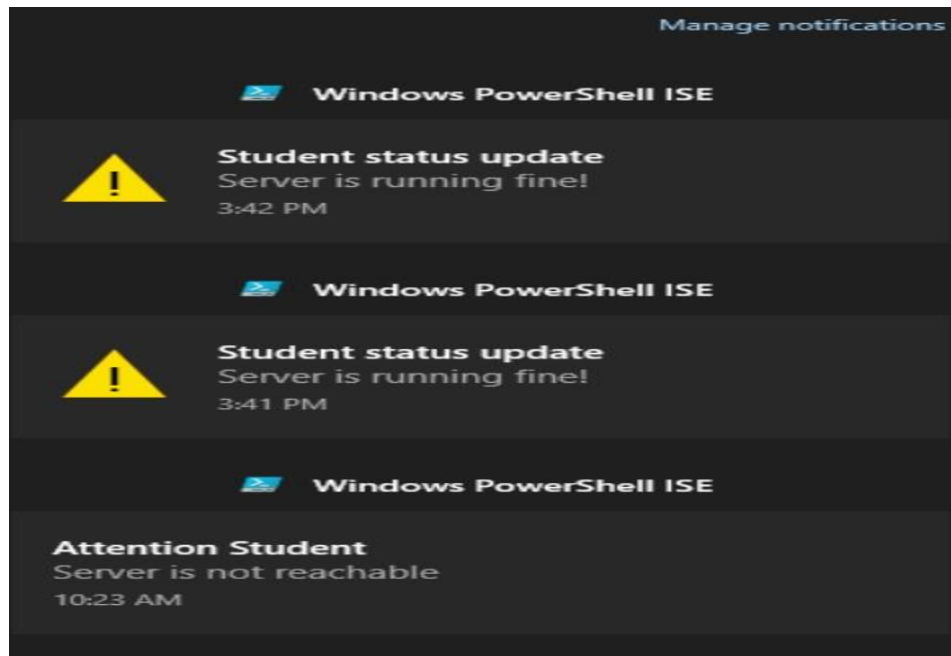 Manage notifications
Windows PowerShell ISE
Student status update
Server is running fine!
3:42 PM
Windows PowerShell ISE
Student status update
Server is running fine!
3:41 PM
Windows PowerShell ISE
Attention Student
Server is not reachable
10:23 AM